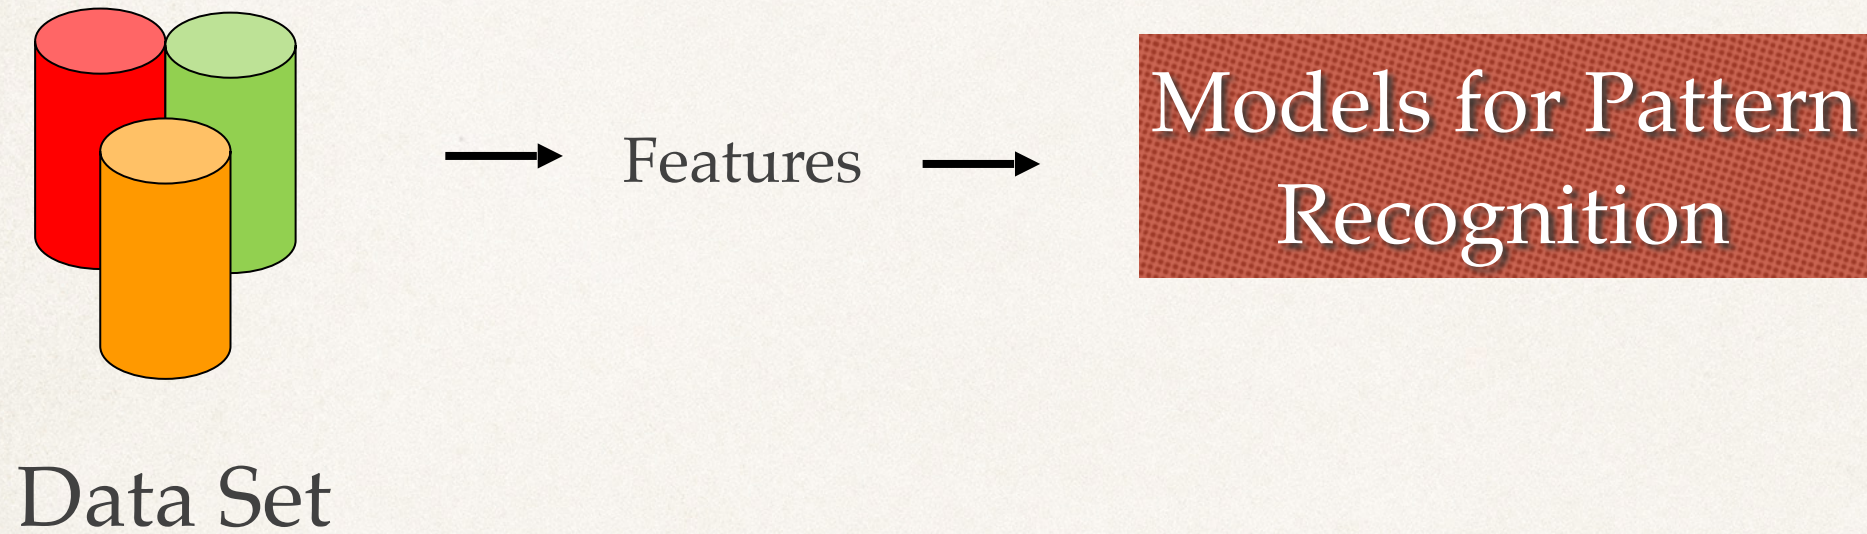 Features
Models for Pattern
Recognition
Data Set